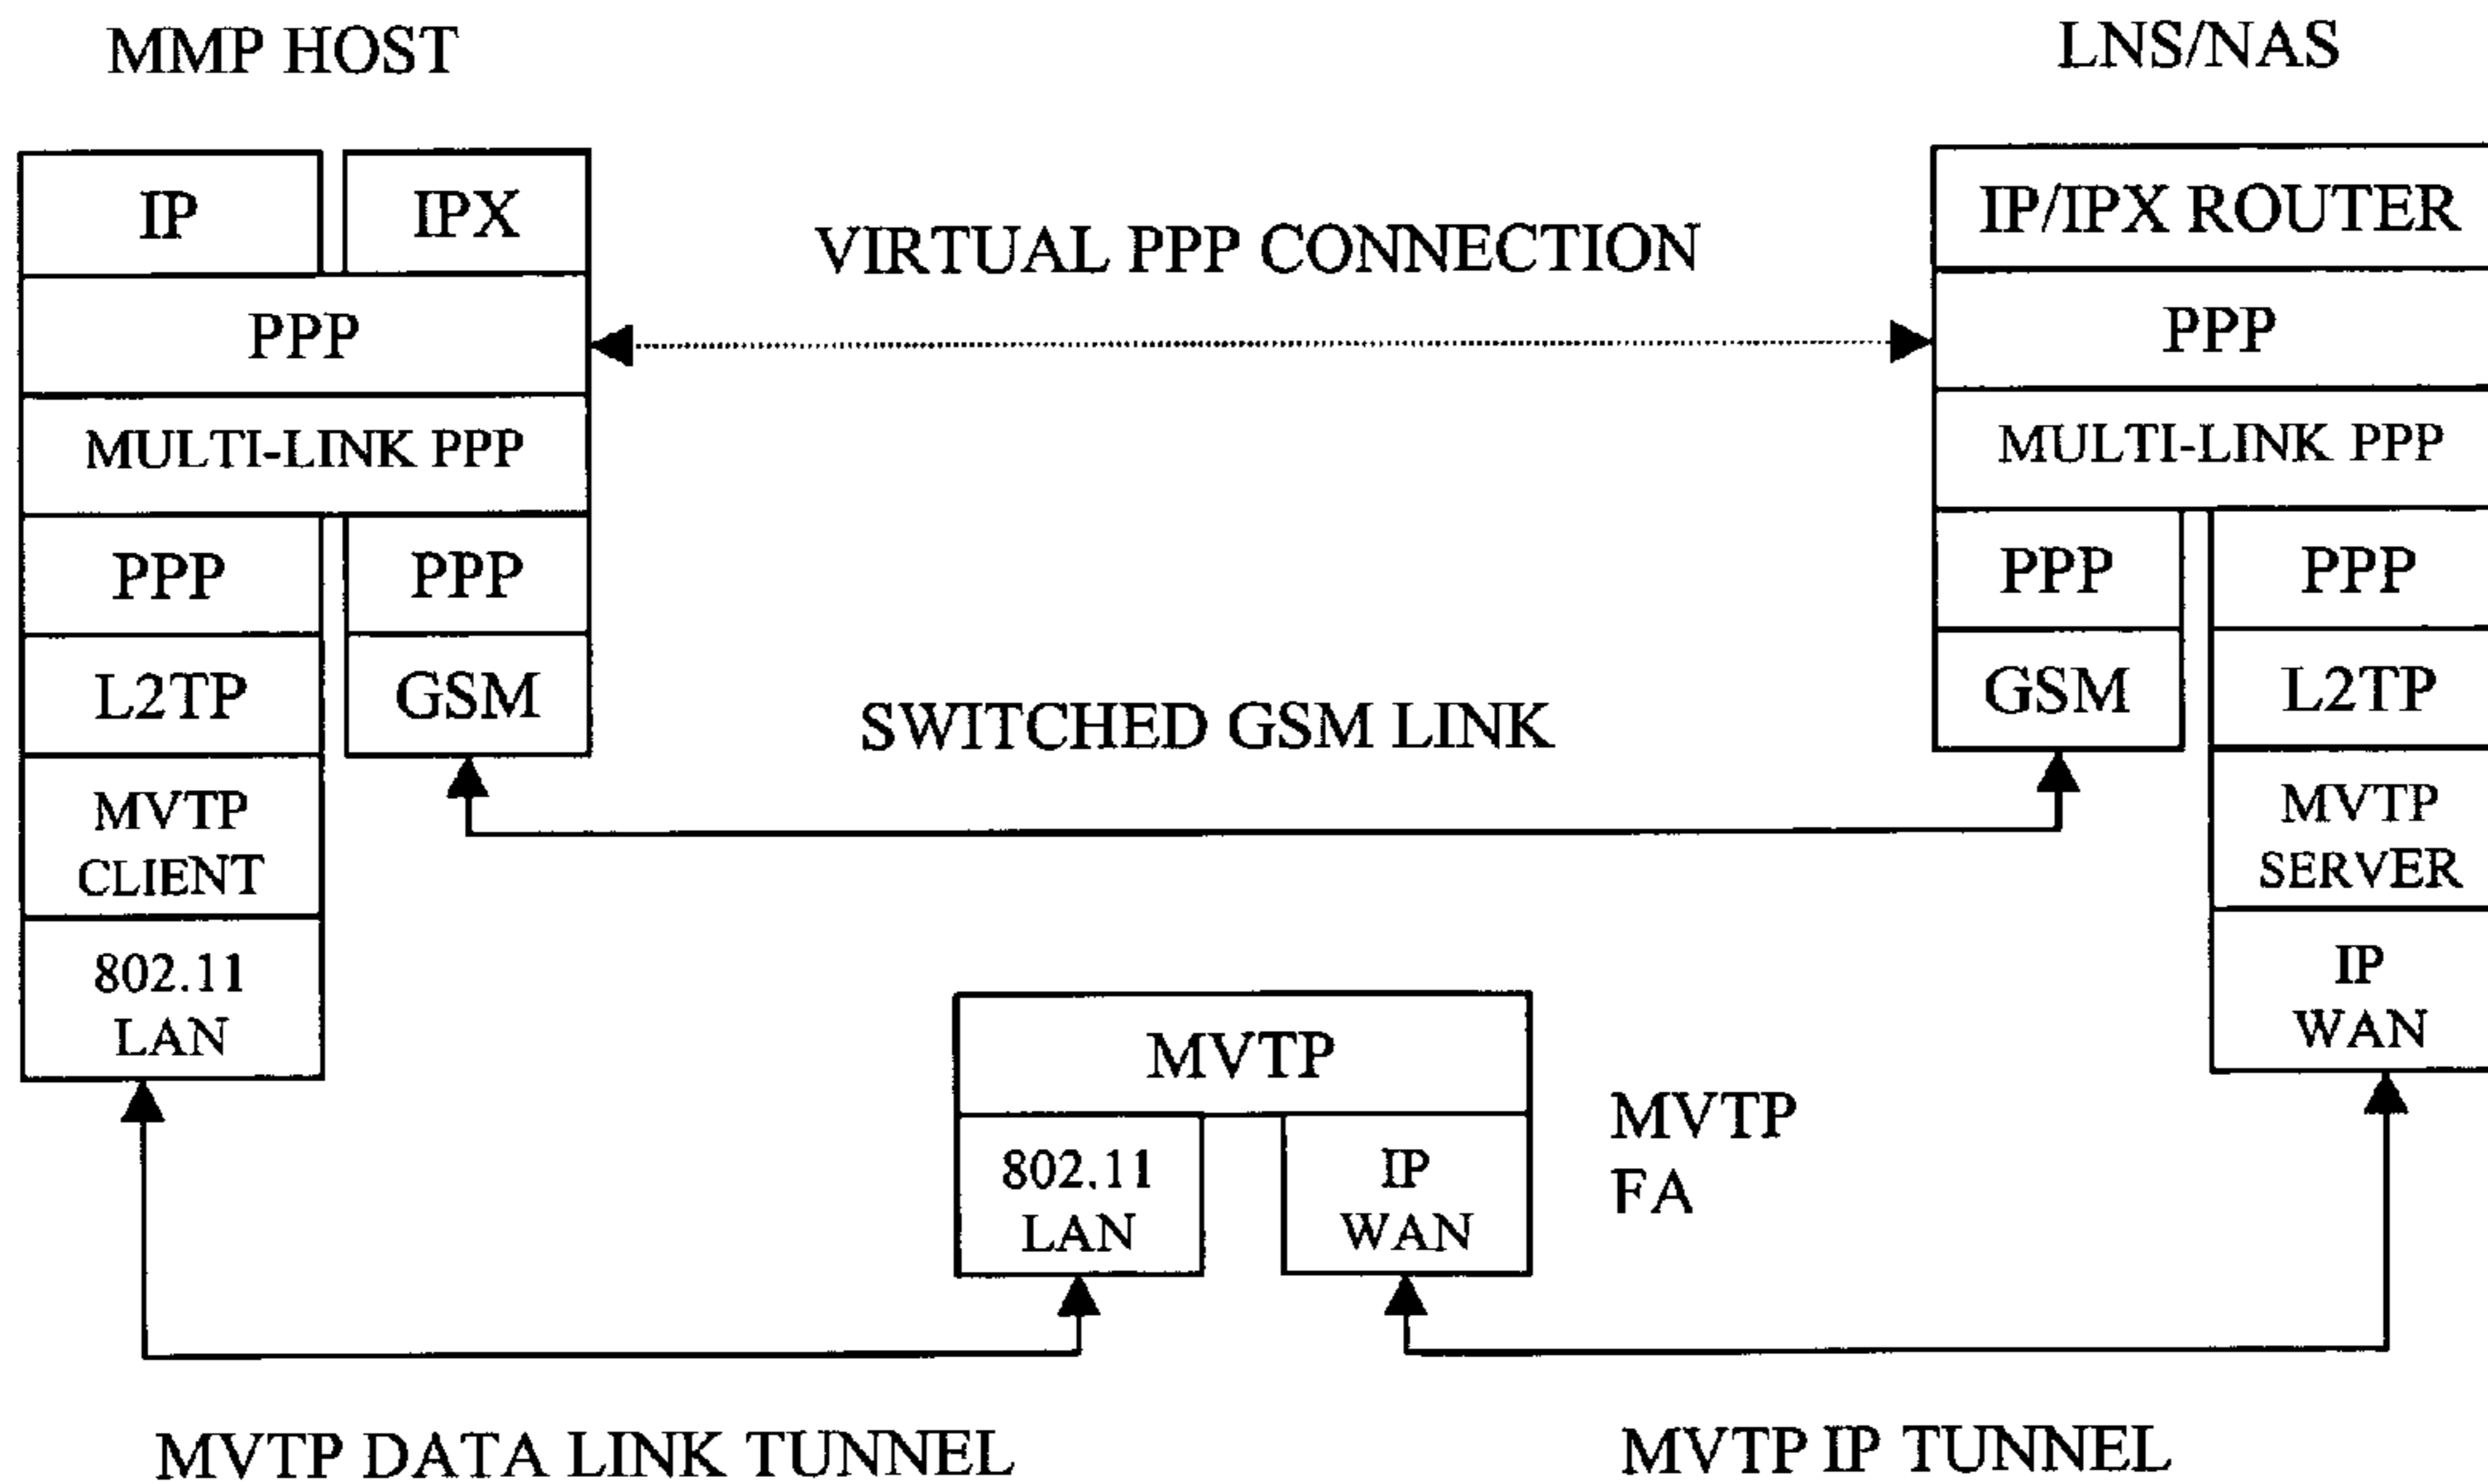 MMP HOST
LNS/NAS
IP
IPX
IP/IPX ROUTER
VIRTUAL PPP CONNECTION
PPP
PPP
MULTI-LINK PPP
MULTI-LINK PPP
PPP
PPP
PPP
PPP
L2TP
GSM
SWITCHED GSM LINK
GSM
L2TP
MVTP
CLIENT
MVTP
SERVER
802.11
LAN
IP
WAN
MVTP
802.11
LAN
IP
WAN
MVTP
FA
MVTP DATA LINK TUNNEL
MVTP IP TUNNEL